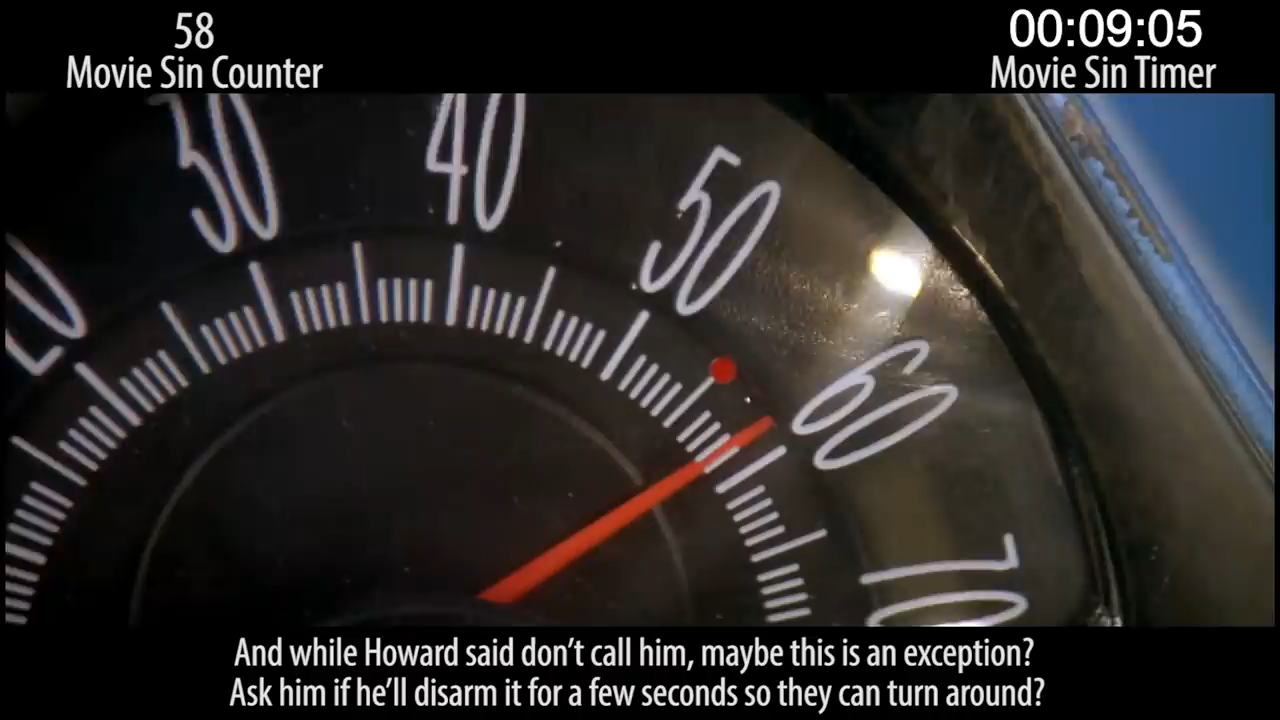 58
Movie Sin Counter
00:09:05
Movie Sin Timer
20
30
40
50
60
70
And while Howard said don't call him, maybe this is an exception?
Ask him if he'll disarm it for a few seconds so they can turn around?